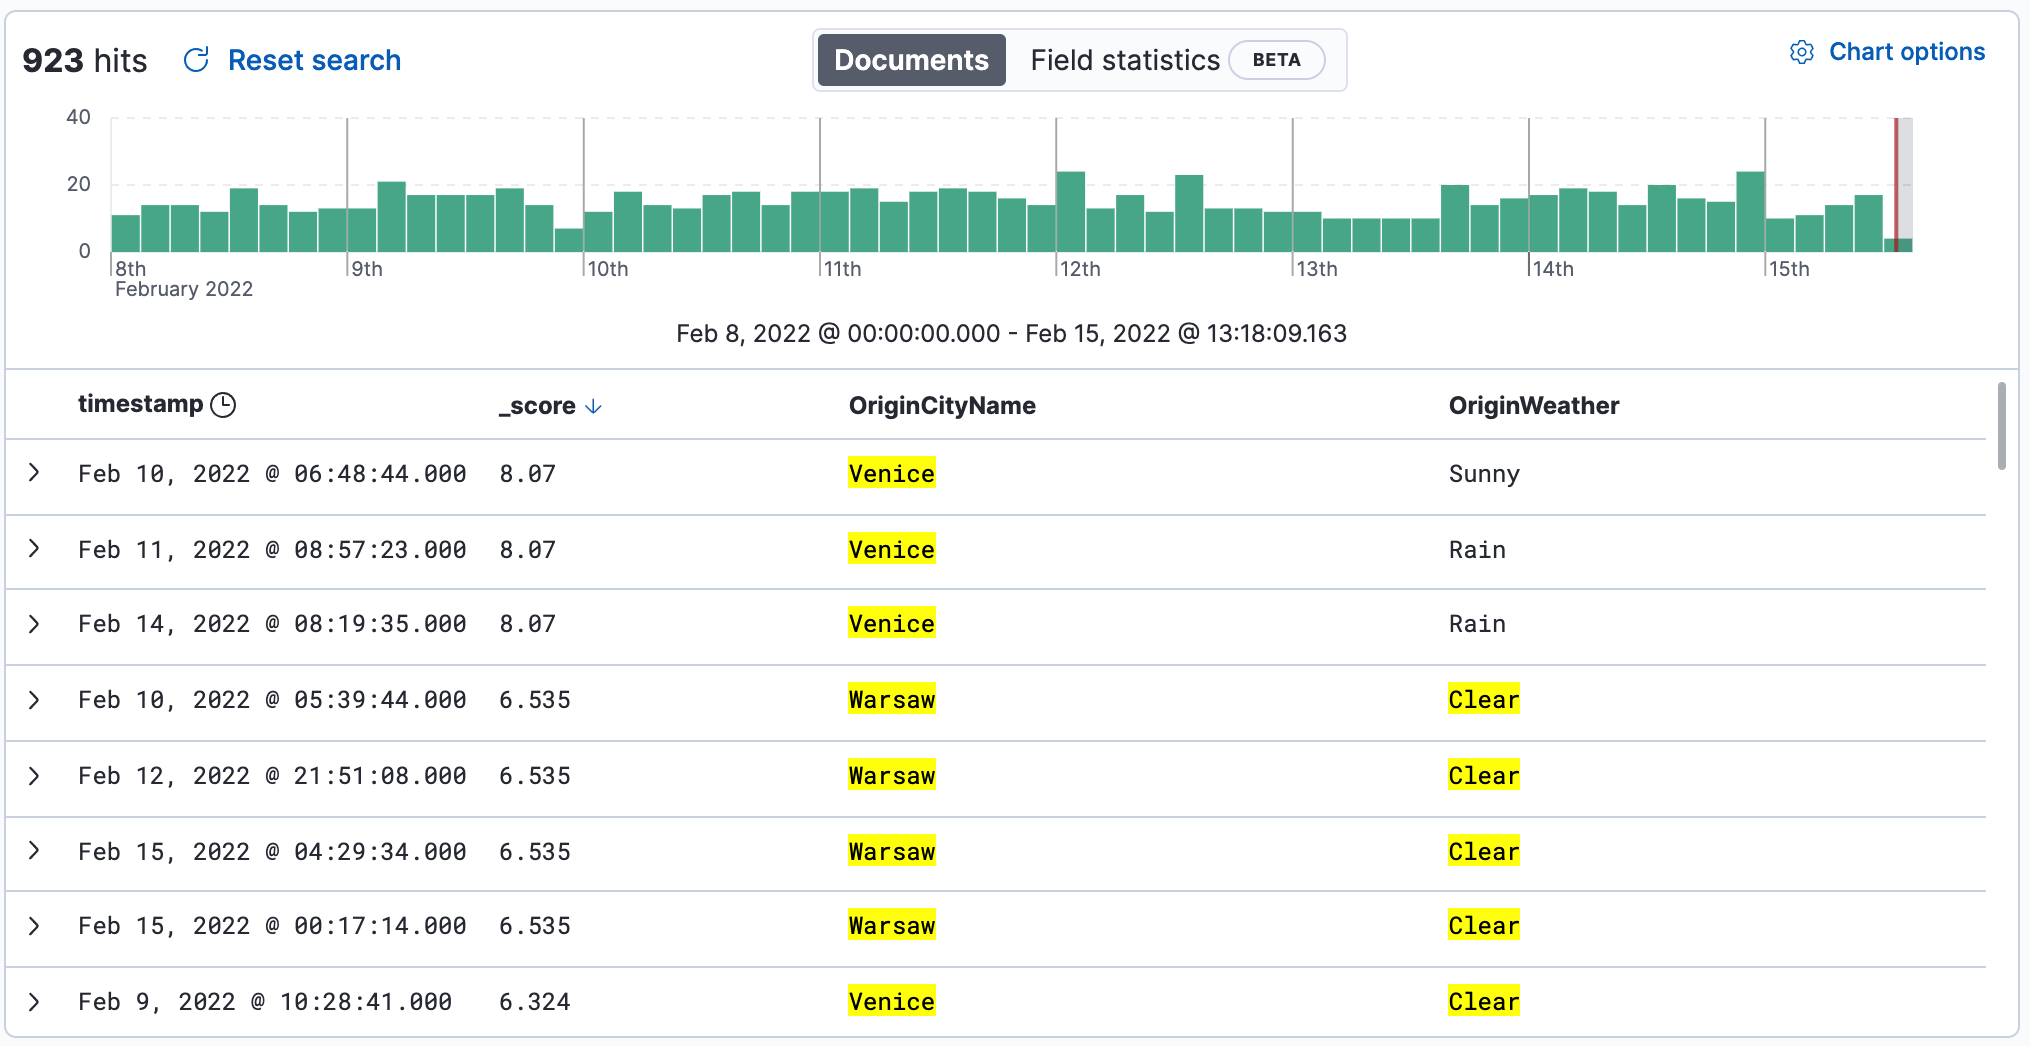 923 hits Reset search Documents Field statistics BETA Chart options
40
20
0
8th 9th 10th 11th 12th 13th 14th 15th
February 2022
Feb 8, 2022 @ 00:00:00.000 - Feb 15, 2022 @ 13:18:09.163
timestamp _score OriginCityName OriginWeather
Feb 10, 2022 @ 06:48:44.000 8.07 Venice Sunny
Feb 11, 2022 @ 08:57:23.000 8.07 Venice Rain
Feb 14, 2022 @ 08:19:35.000 8.07 Venice Rain
Feb 10, 2022 @ 05:39:44.000 6.535 Warsaw Clear
Feb 12, 2022 @ 21:51:08.000 6.535 Warsaw Clear
Feb 15, 2022 @ 04:29:34.000 6.535 Warsaw Clear
Feb 15, 2022 @ 00:17:14.000 6.535 Warsaw Clear
Feb 9, 2022 @ 10:28:41.000 6.324 Venice Clear